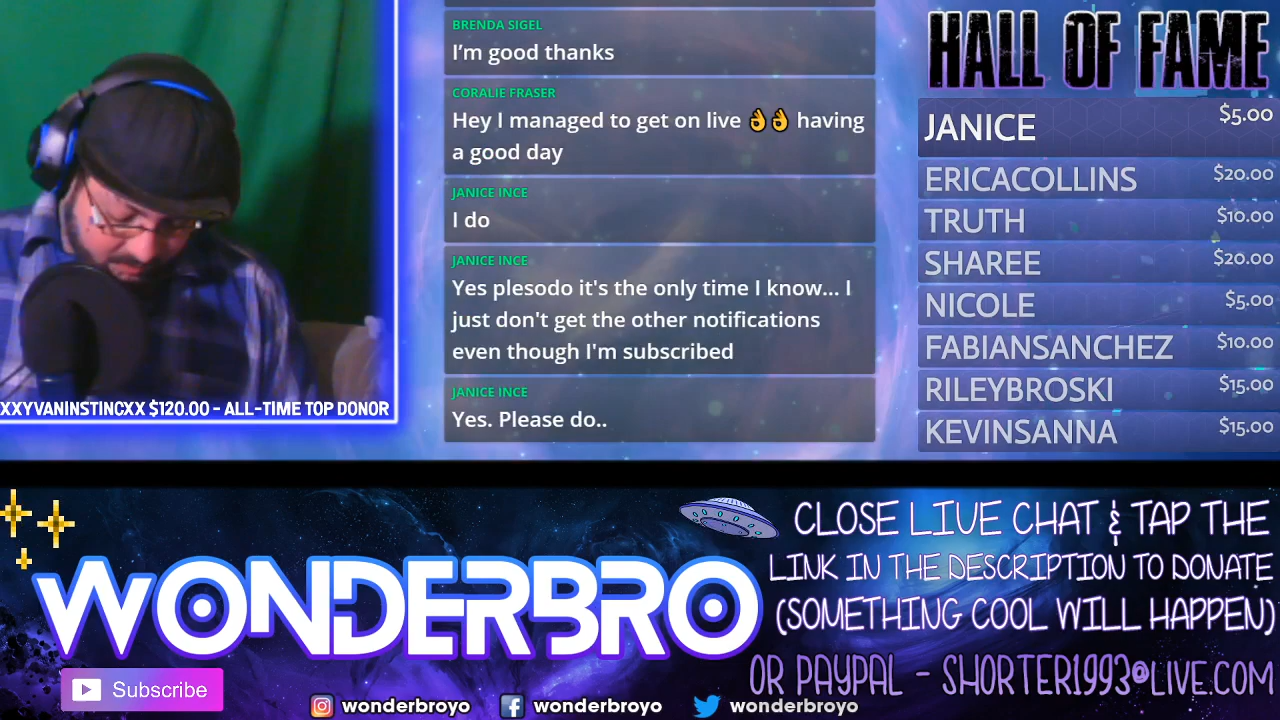 BRENDA SIGEL
I’m good thanks
CORALIE FRASER
Hey I managed to get on live 👌👌 having
a good day
JANICE INCE
I do
JANICE INCE
Yes plesodo it's the only time I know... I
just don't get the other notifications
even though I'm subscribed
JANICE INCE
Yes. Please do..
XXYVANINSTINCXX $120.00 - ALL-TIME TOP DONOR
HALL OF FAME
JANICE $5.00
ERICACOLLINS $20.00
TRUTH $10.00
SHAREE $20.00
NICOLE $5.00
FABIANSANCHEZ $10.00
RILEYBROSKI $15.00
KEVINSANNA $15.00
WONDERBRO
Subscribe
wonderbroyo wonderbroyo wonderbroyo
CLOSE LIVE CHAT & TAP THE
LINK IN THE DESCRIPTION TO DONATE
(SOMETHING COOL WILL HAPPEN)
OR PAYPAL - SHORTER1993@LIVE.COM